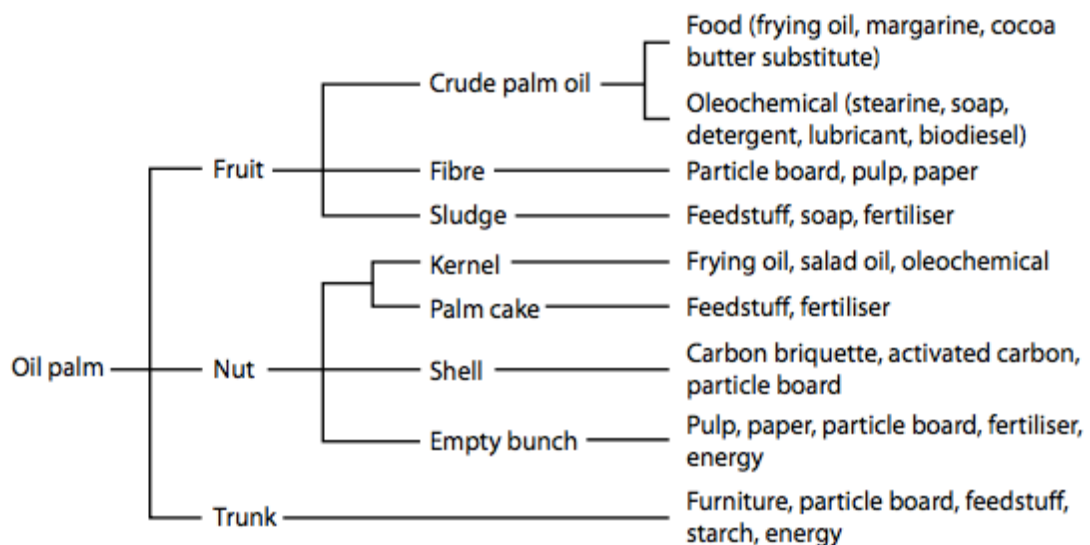 Food (frying oil, margarine, cocoa
butter substitute)
Crude palm oil
Oleochemical (stearine, soap,
detergent, lubricant, biodiesel)
Fruit
Fibre
Particle board, pulp, paper
Sludge
Feedstuff, soap, fertiliser
Kernel
Frying oil, salad oil, oleochemical
Palm cake
Feedstuff, fertiliser
Oil palm
Nut
Shell
Carbon briquette, activated carbon,
particle board
Empty bunch
Pulp, paper, particle board, fertiliser,
energy
Trunk
Furniture, particle board, feedstuff,
starch, energy